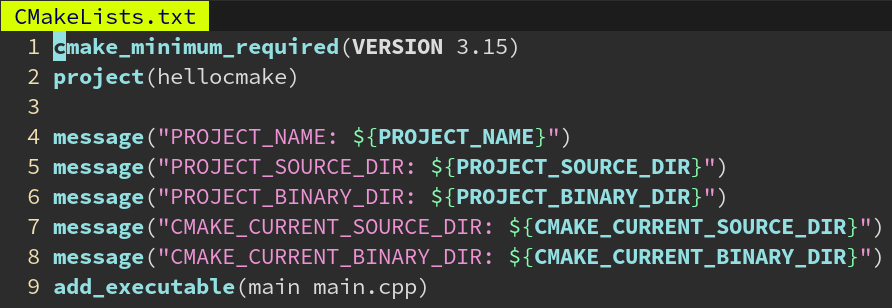 CMakeLists.txt
1 cmake_minimum_required(VERSION 3.15)
2 project(hellocmake)
3
4 message("PROJECT_NAME: ${PROJECT_NAME}")
5 message("PROJECT_SOURCE_DIR: ${PROJECT_SOURCE_DIR}")
6 message("PROJECT_BINARY_DIR: ${PROJECT_BINARY_DIR}")
7 message("CMAKE_CURRENT_SOURCE_DIR: ${CMAKE_CURRENT_SOURCE_DIR}")
8 message("CMAKE_CURRENT_BINARY_DIR: ${CMAKE_CURRENT_BINARY_DIR}")
9 add_executable(main main.cpp)